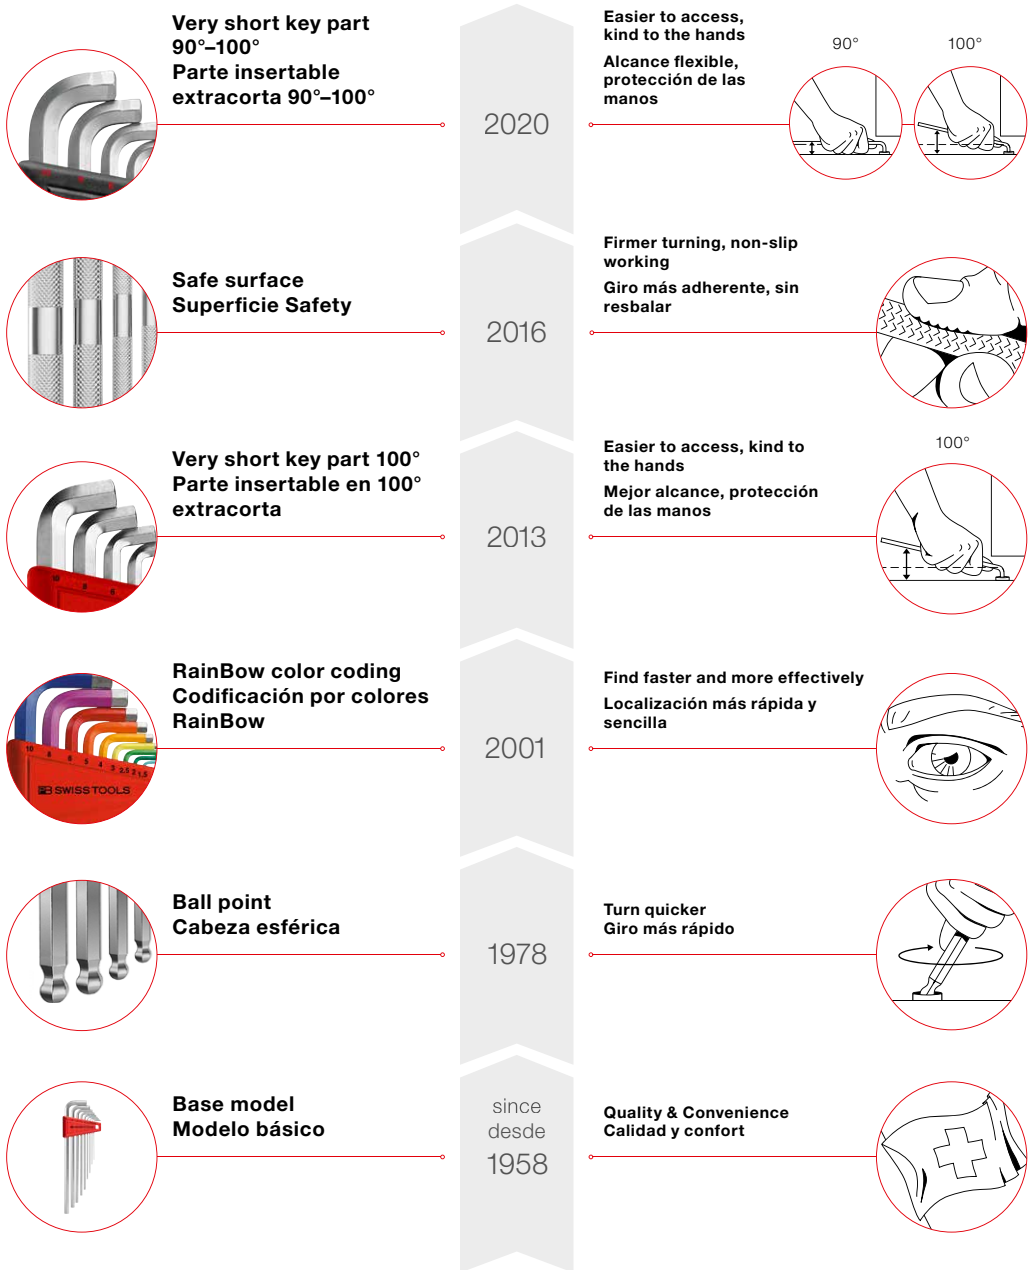 Very short key part
90°–100°
Parte insertable
extracorta 90°–100°
2020
Easier to access,
kind to the hands
Alcance flexible,
protección de las
manos
90°
100°
Safe surface
Superficie Safety
2016
Firmer turning, non-slip
working
Giro más adherente, sin
resbalar
Very short key part 100°
Parte insertable en 100°
extracorta
10 8 6
2013
Easier to access, kind to
the hands
Mejor alcance, protección
de las manos
100°
RainBow color coding
Codificación por colores
RainBow
10 8 6 5 4 3 2,5 2 1,5
PB SWISS TOOLS
2001
Find faster and more effectively
Localización más rápida y
sencilla
Ball point
Cabeza esférica
1978
Turn quicker
Giro más rápido
Base model
Modelo básico
since
desde
1958
Quality & Convenience
Calidad y confort